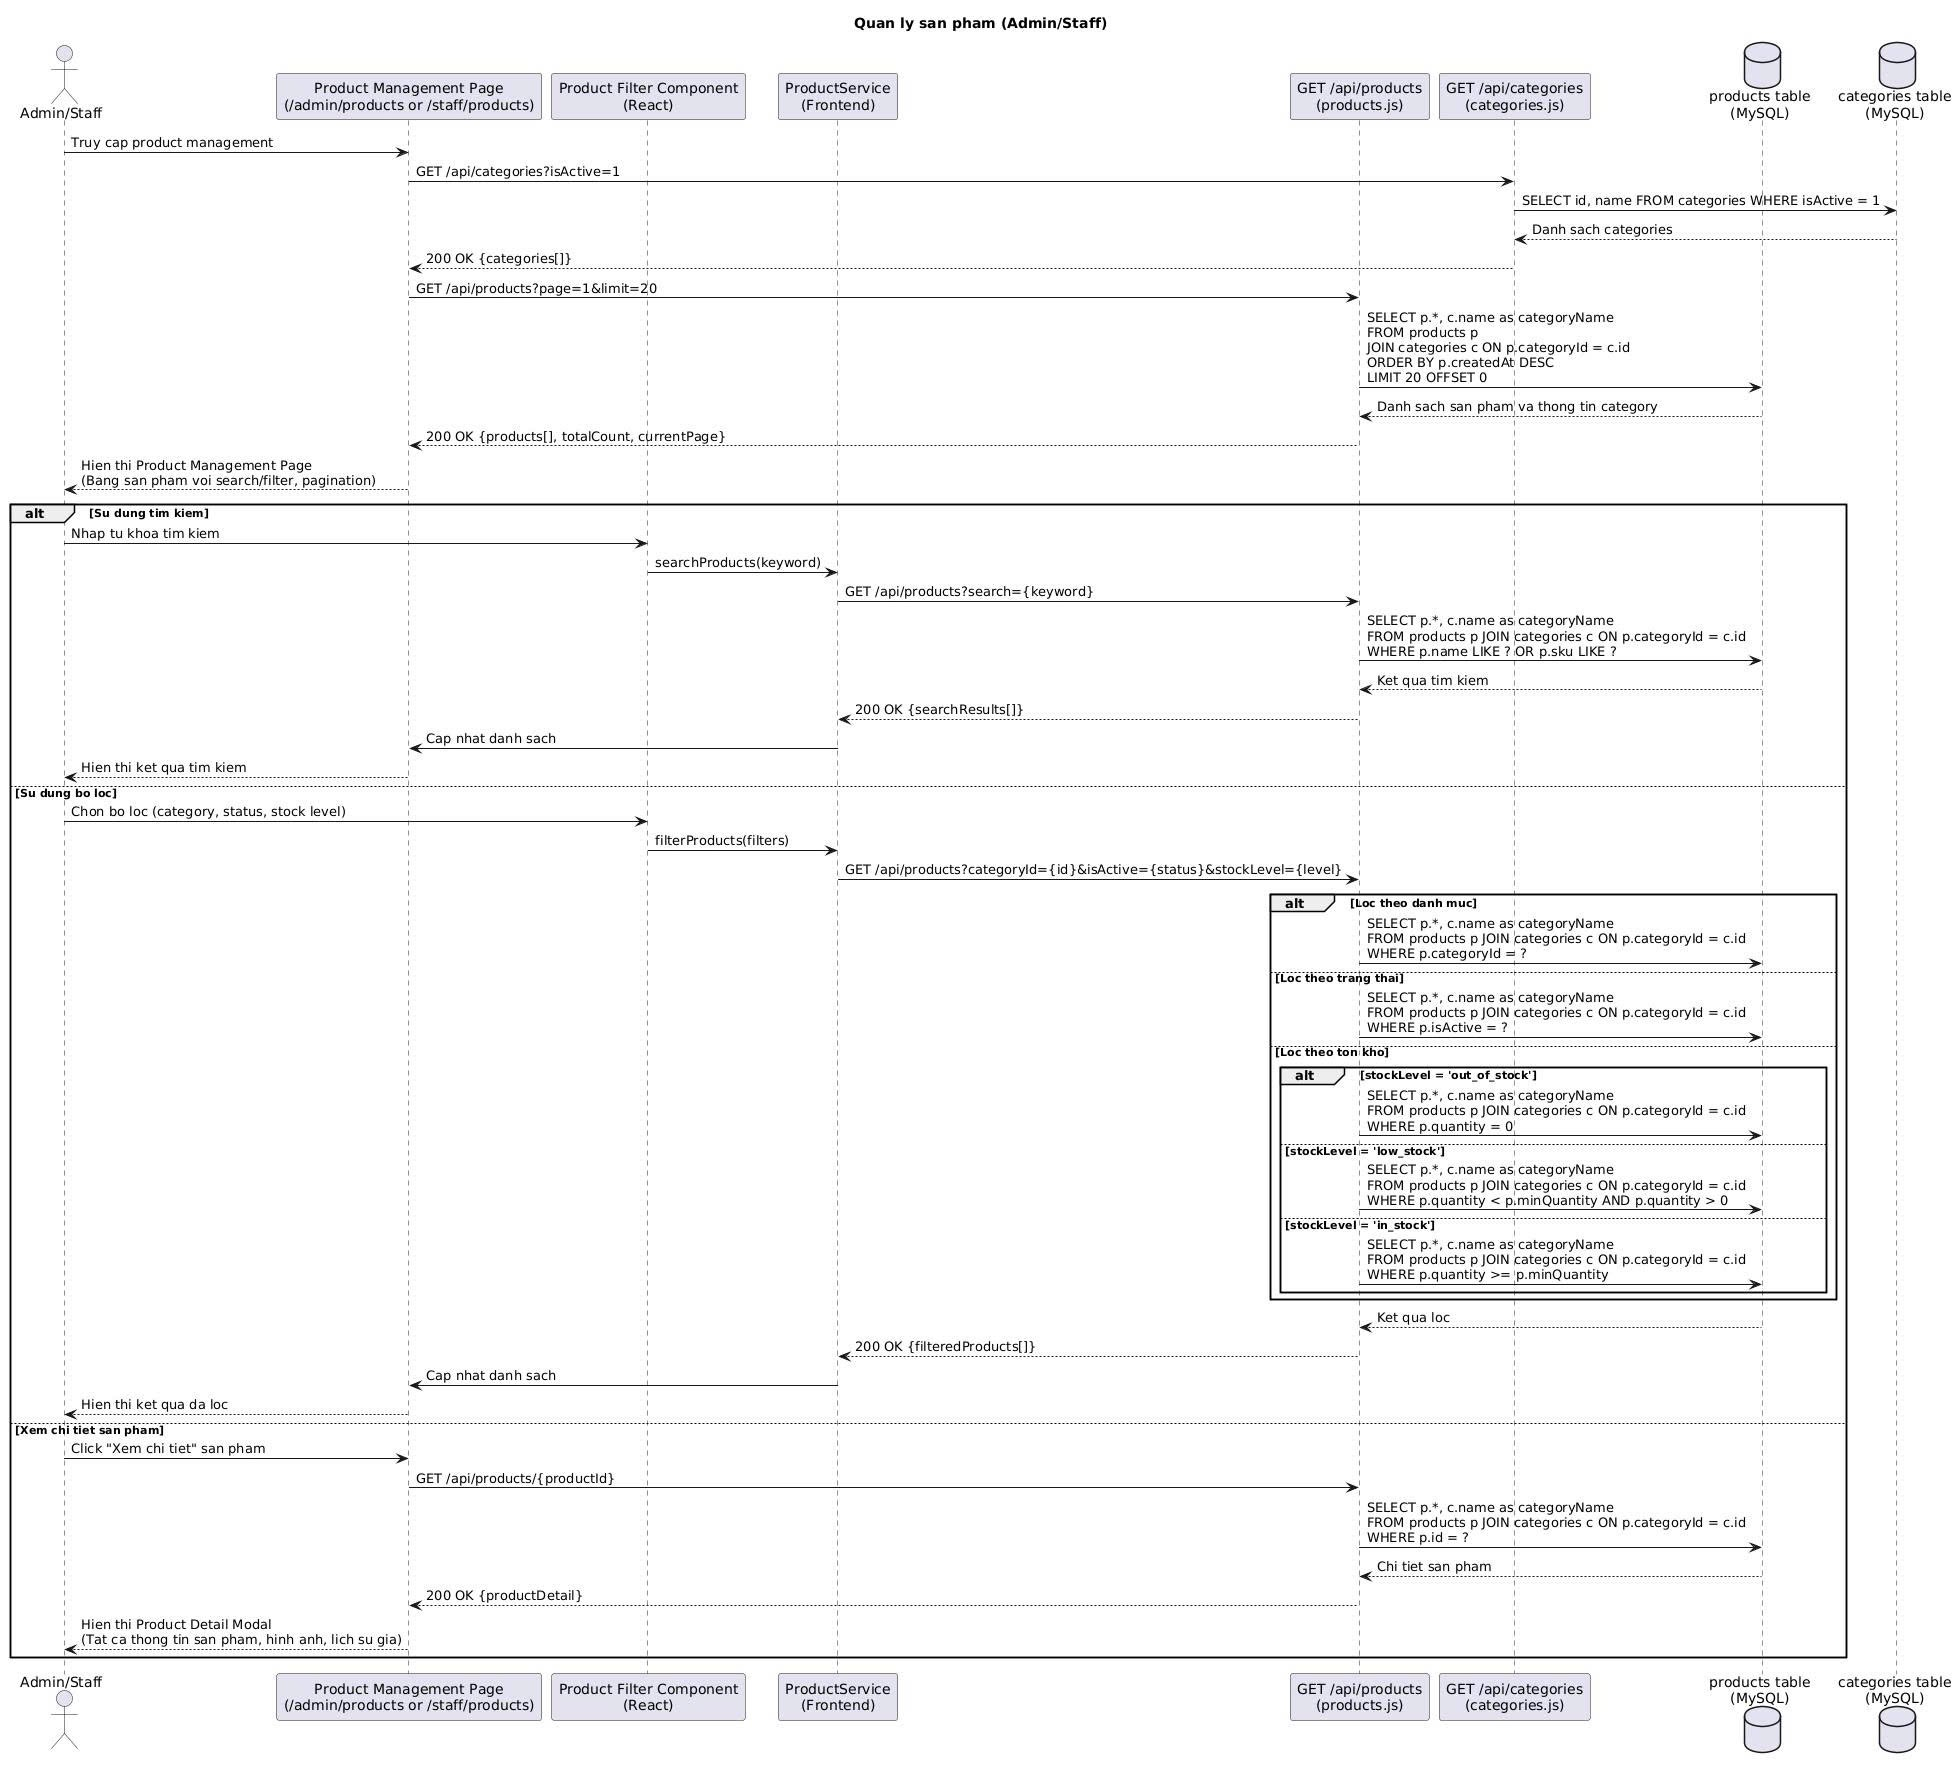 Quan ly san pham (Admin/Staff)
Admin/Staff
Product Management Page
(/admin/products or /staff/products)
Product Filter Component
(React)
ProductService
(Frontend)
GET /api/products
(products.js)
GET /api/categories
(categories.js)
products table
(MySQL)
categories table
(MySQL)
Truy cap product management
GET /api/categories?isActive=1
SELECT id, name FROM categories WHERE isActive = 1
Danh sach categories
200 OK {categories[]}
GET /api/products?page=1&limit=20
SELECT p.*, c.name as categoryName
FROM products p
JOIN categories c ON p.categoryId = c.id
ORDER BY p.createdAt DESC
LIMIT 20 OFFSET 0
Danh sach san pham va thong tin category
200 OK {products[], totalCount, currentPage}
Hien thi Product Management Page
(Bang san pham voi search/filter, pagination)
alt [Su dung tim kiem]
Nhap tu khoa tim kiem
searchProducts(keyword)
GET /api/products?search={keyword}
SELECT p.*, c.name as categoryName
FROM products p JOIN categories c ON p.categoryId = c.id
WHERE p.name LIKE ? OR p.sku LIKE ?
Ket qua tim kiem
200 OK {searchResults[]}
Cap nhat danh sach
Hien thi ket qua tim kiem
[Su dung bo loc]
Chon bo loc (category, status, stock level)
filterProducts(filters)
GET /api/products?categoryId={id}&isActive={status}&stockLevel={level}
alt [Loc theo danh muc]
SELECT p.*, c.name as categoryName
FROM products p JOIN categories c ON p.categoryId = c.id
WHERE p.categoryId = ?
[Loc theo trang thai]
SELECT p.*, c.name as categoryName
FROM products p JOIN categories c ON p.categoryId = c.id
WHERE p.isActive = ?
[Loc theo ton kho]
alt [stockLevel = 'out_of_stock']
SELECT p.*, c.name as categoryName
FROM products p JOIN categories c ON p.categoryId = c.id
WHERE p.quantity = 0
[stockLevel = 'low_stock']
SELECT p.*, c.name as categoryName
FROM products p JOIN categories c ON p.categoryId = c.id
WHERE p.quantity < p.minQuantity AND p.quantity > 0
[stockLevel = 'in_stock']
SELECT p.*, c.name as categoryName
FROM products p JOIN categories c ON p.categoryId = c.id
WHERE p.quantity >= p.minQuantity
Ket qua loc
200 OK {filteredProducts[]}
Cap nhat danh sach
Hien thi ket qua da loc
[Xem chi tiet san pham]
Click "Xem chi tiet" san pham
GET /api/products/{productId}
SELECT p.*, c.name as categoryName
FROM products p JOIN categories c ON p.categoryId = c.id
WHERE p.id = ?
Chi tiet san pham
200 OK {productDetail}
Hien thi Product Detail Modal
(Tat ca thong tin san pham, hinh anh, lich su gia)
Admin/Staff
Product Management Page
(/admin/products or /staff/products)
Product Filter Component
(React)
ProductService
(Frontend)
GET /api/products
(products.js)
GET /api/categories
(categories.js)
products table
(MySQL)
categories table
(MySQL)